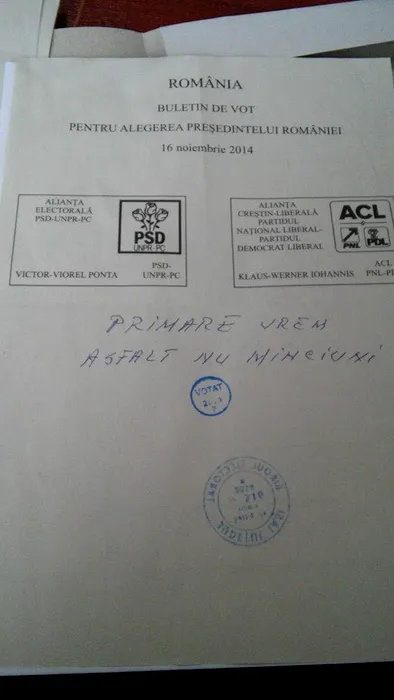 ROMÂNIA
BULETIN DE VOT
PENTRU ALEGEREA PREŞEDINTELUI ROMÂNIEI
16 noiembrie 2014
ALIANŢA
ELECTORALĂ
PSD-UNPR-PC
PSD
UNPR-PC
VICTOR-VIOREL PONTA
PSD-
UNPR-PC
ALIANŢA
CREŞTIN-LIBERALĂ
PARTIDUL
NAŢIONAL LIBERAL-
PARTIDUL
DEMOCRAT LIBERAL
ACL
PNL PDL
KLAUS-WERNER IOHANNIS
ACL
PRIMARE VREM
ASFALT NU MINCIUNI
VOTAT
210